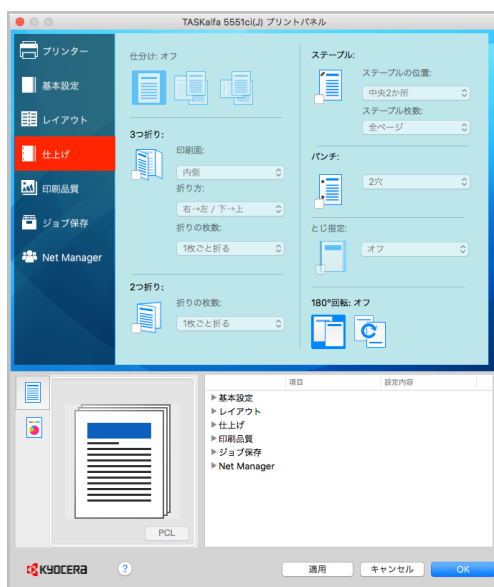 TASKalfa 5551ci(J) プリントパネル
プリンター
基本設定
レイアウト
仕上げ
印刷品質
ジョブ保存
Net Manager
仕分け: オフ
3つ折り:
印刷面:
内側
折り方:
右→左 / 下→上
折りの枚数:
1枚ごと折る
2つ折り:
折りの枚数:
1枚ごと折る
ステープル:
ステープルの位置:
中央2か所
ステープル枚数:
全ページ
パンチ:
2穴
とじ指定:
オフ
180°回転: オフ
項目 設定内容
基本設定
レイアウト
仕上げ
印刷品質
ジョブ保存
Net Manager
PCL
KYOCERA
?
適用
キャンセル
OK